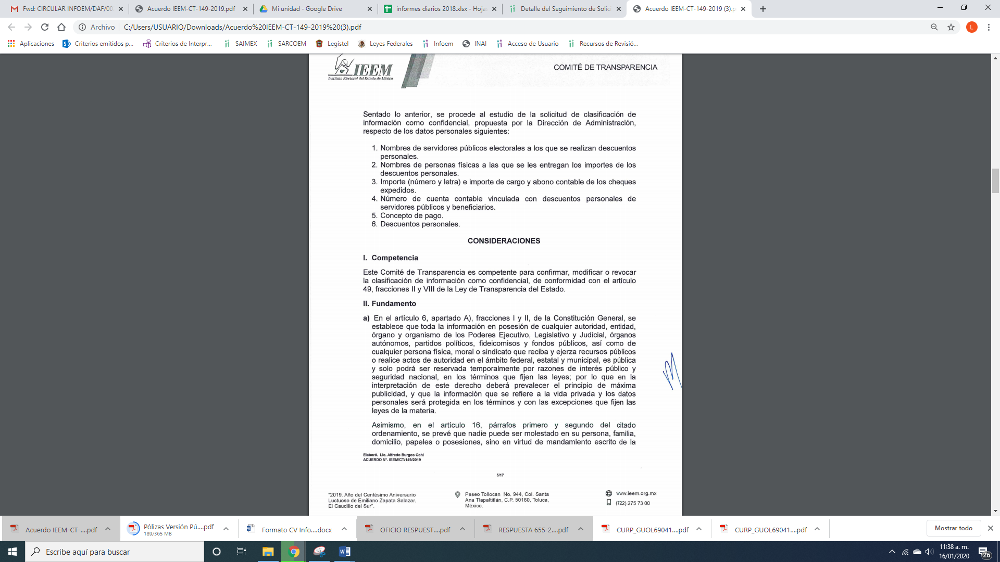 Fwd: CIRCULAR INFOEM/DAF/00
Acuerdo IEEM-CT-149-2019.pdf
Mi unidad - Google Drive
informes diarios 2018.xlsx - Hoja
Detalle del Seguimiento de Solici
Acuerdo IEEM-CT-149-2019 (3).p
Archivo
C:/Users/USUARIO/Downloads/Acuerdo%20IEEM-CT-149-2019%20(3).pdf
L
Aplicaciones
Criterios emitidos p...
Criterios de Interpr...
SAIMEX
SARCOEM
Legistel
Leyes Federales
Infoem
INAI
Acceso de Usuario
Recursos de Revisió...
IEEM
Instituto Electoral del Estado de México
COMITÉ DE TRANSPARENCIA
Sentado lo anterior, se procede al estudio de la solicitud de clasificación de
información como confidencial, propuesta por la Dirección de Administración,
respecto de los datos personales siguientes:
1. Nombres de servidores públicos electorales a los que se realizan descuentos
personales.
2. Nombres de personas físicas a las que se les entregan los importes de los
descuentos personales.
3. Importe (número y letra) e importe de cargo y abono contable de los cheques
expedidos.
4. Número de cuenta contable vinculada con descuentos personales de
servidores públicos y beneficiarios.
5. Concepto de pago.
6. Descuentos personales.
CONSIDERACIONES
I. Competencia
Este Comité de Transparencia es competente para confirmar, modificar o revocar
la clasificación de información como confidencial, de conformidad con el artículo
49, fracciones II y VIII de la Ley de Transparencia del Estado.
II. Fundamento
a) En el artículo 6, apartado A), fracciones I y II, de la Constitución General, se
establece que toda la información en posesión de cualquier autoridad, entidad,
órgano y organismo de los Poderes Ejecutivo, Legislativo y Judicial, órganos
autónomos, partidos políticos, fideicomisos y fondos públicos, así como de
cualquier persona física, moral o sindicato que reciba y ejerza recursos públicos
o realice actos de autoridad en el ámbito federal, estatal y municipal, es pública
y solo podrá ser reservada temporalmente por razones de interés público y
seguridad nacional, en los términos que fijen las leyes; por lo que en la
interpretación de este derecho deberá prevalecer el principio de máxima
publicidad, y que la información que se refiere a la vida privada y los datos
personales será protegida en los términos y con las excepciones que fijen las
leyes de la materia.
Asimismo, en el artículo 16, párrafos primero y segundo del citado
ordenamiento, se prevé que nadie puede ser molestado en su persona, familia,
domicilio, papeles o posesiones, sino en virtud de mandamiento escrito de la
Elaboró. Lic. Alfredo Burgos Cohl
ACUERDO N°. IEEM/CT/149/2019
5/17
"2019. Año del Centésimo Aniversario
Luctuoso de Emiliano Zapata Salazar.
El Caudillo del Sur".
Paseo Tollocan No. 944, Col. Santa
Ana Tlapaltitlán, C.P. 50160, Toluca,
México.
www.ieem.org.mx
(722) 275 73 00
Acuerdo IEEM-CT-....pdf
Pólizas Versión Pú....pdf
189/365 MB
Formato CV Info....docx
OFICIO RESPUEST....pdf
RESPUESTA 655-2....pdf
CURP_GUOL69041....pdf
CURP_GUOL69041....pdf
Mostrar todo
Escribe aquí para buscar
11:38 a. m.
16/01/2020
26